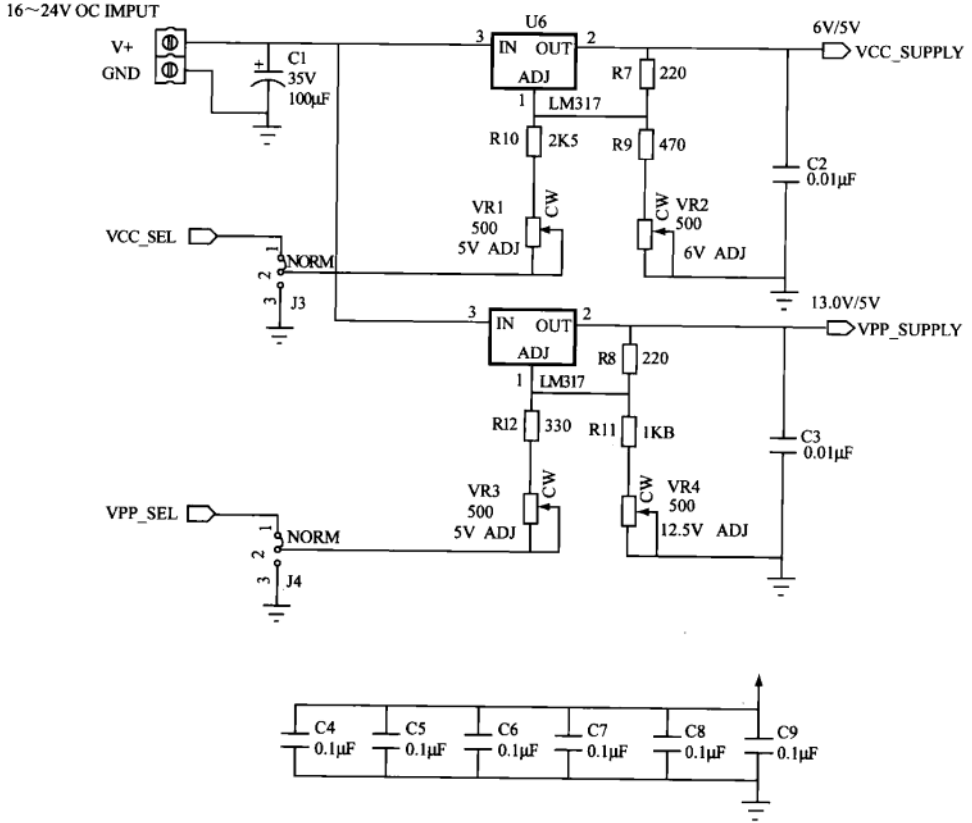 16～24V OC IMPUT
V+
GND
C1
35V
100μF
+
U6
3 IN OUT 2
ADJ
1 LM317
R7 220
R10 2K5
R9 470
VR1
500
5V ADJ
CW
VR2
500
6V ADJ
CW
6V/5V
VCC_SUPPLY
C2
0.01μF
VCC_SEL
1
2
3
NORM
J3
3 IN OUT 2
ADJ
1 LM317
R8 220
R12 330
R11 1KB
VR3
500
5V ADJ
CW
VR4
500
12.5V ADJ
CW
13.0V/5V
VPP_SUPPLY
C3
0.01μF
VPP_SEL
1
2
3
NORM
J4
C4
0.1μF
C5
0.1μF
C6
0.1μF
C7
0.1μF
C8
0.1μF
C9
0.1μF